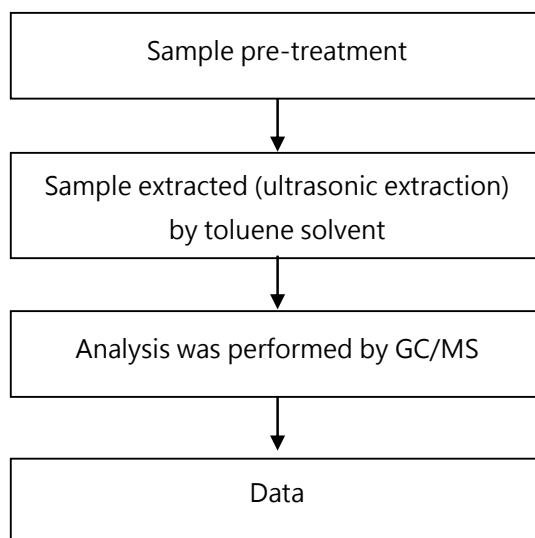 Sample pre-treatment
Sample extracted (ultrasonic extraction)
by toluene solvent
Analysis was performed by GC/MS
Data